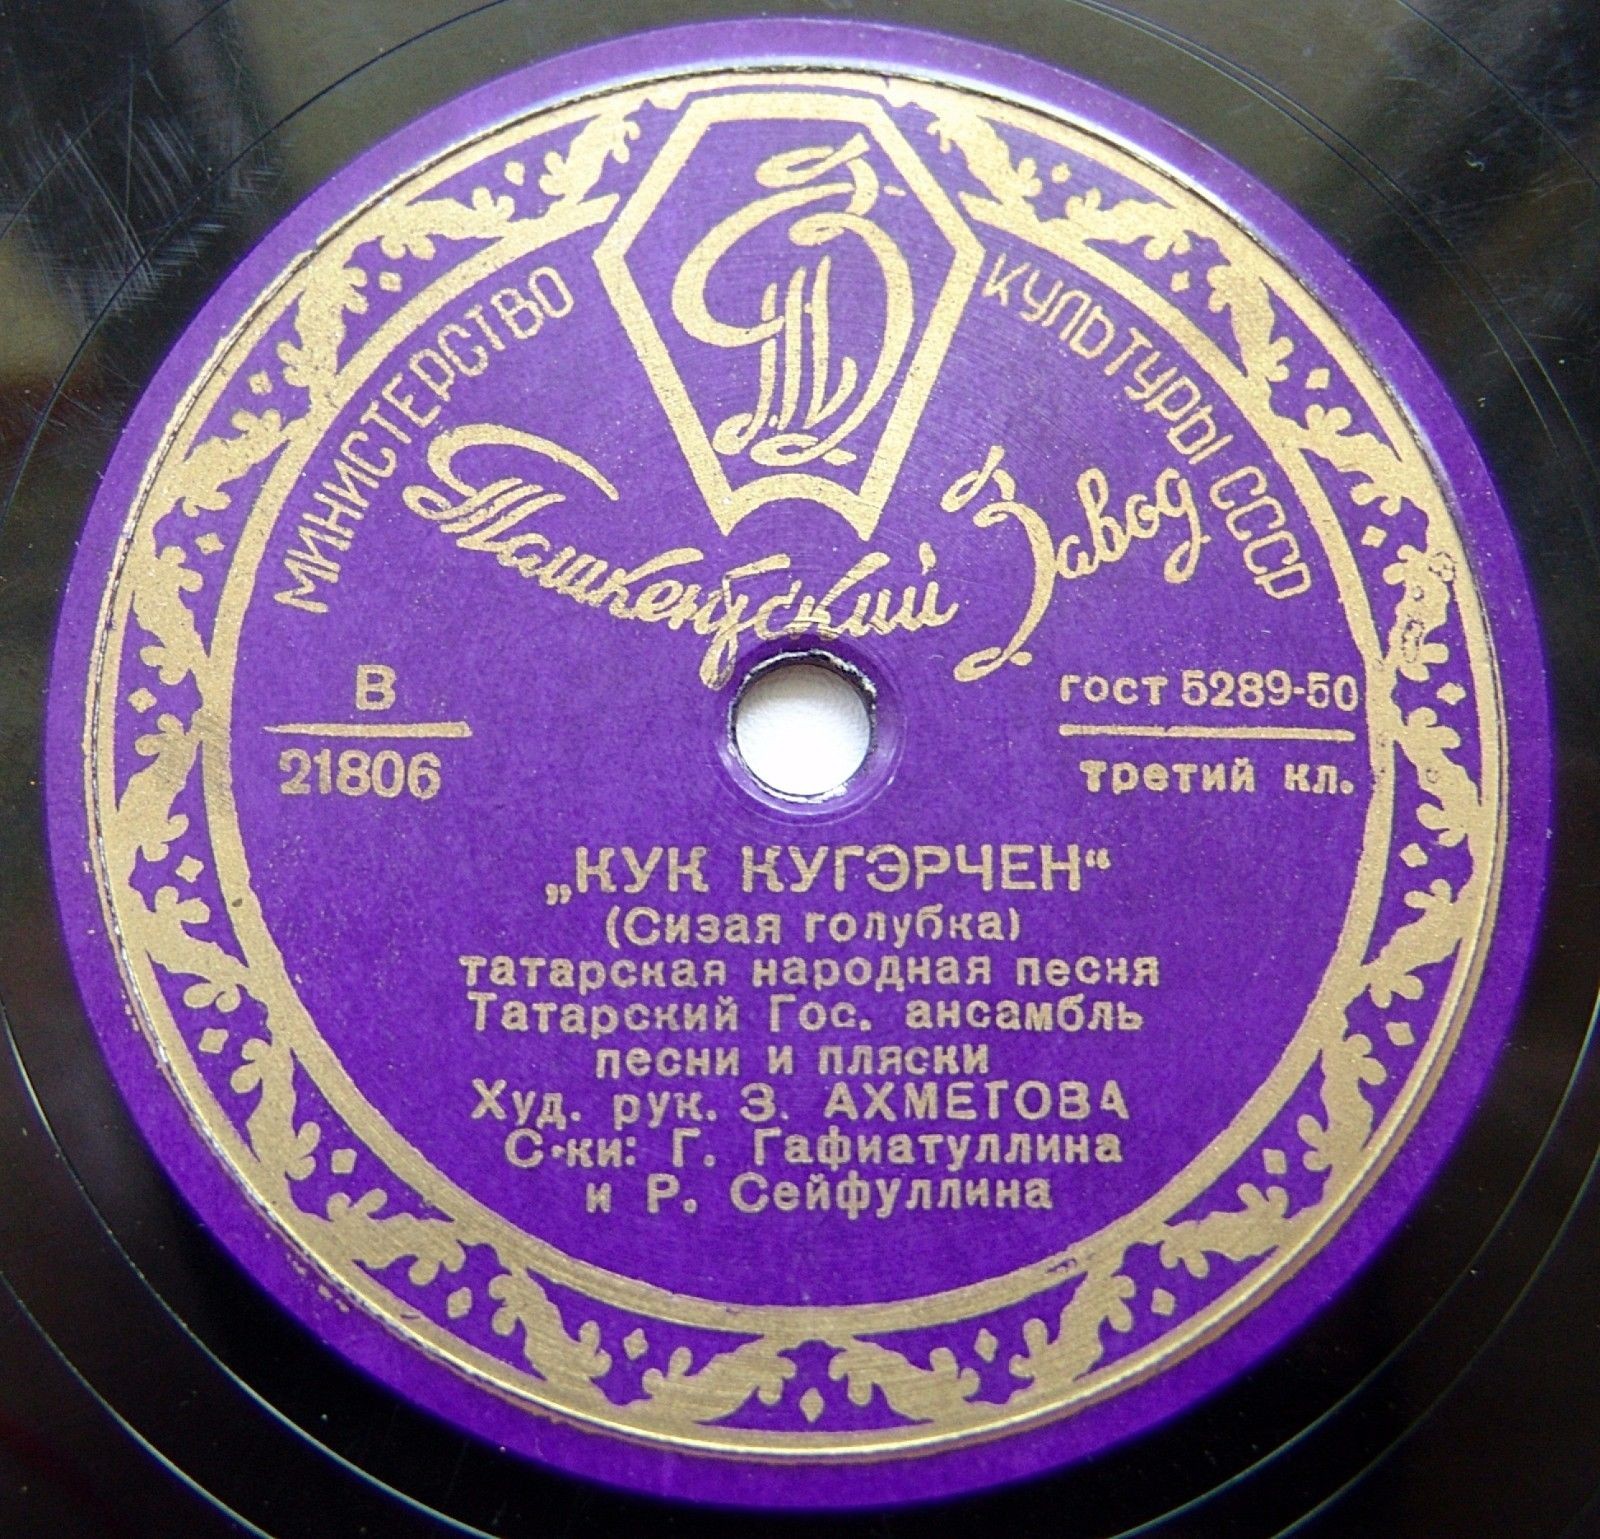 МИНИСТЕРСТВО КУЛЬТУРЫ СССР
Ташкентский Завод
В
21806
ГОСТ 5289-50
третий кл.
„КУК КУГЭРЧЕН“
(Сизая голубка)
татарская народная песня
Татарский Гос. ансамбль
песни и пляски
Худ. рук. З. АХМЕТОВА
С-ки: Г. Гафиатуллина
и Р. Сейфуллина